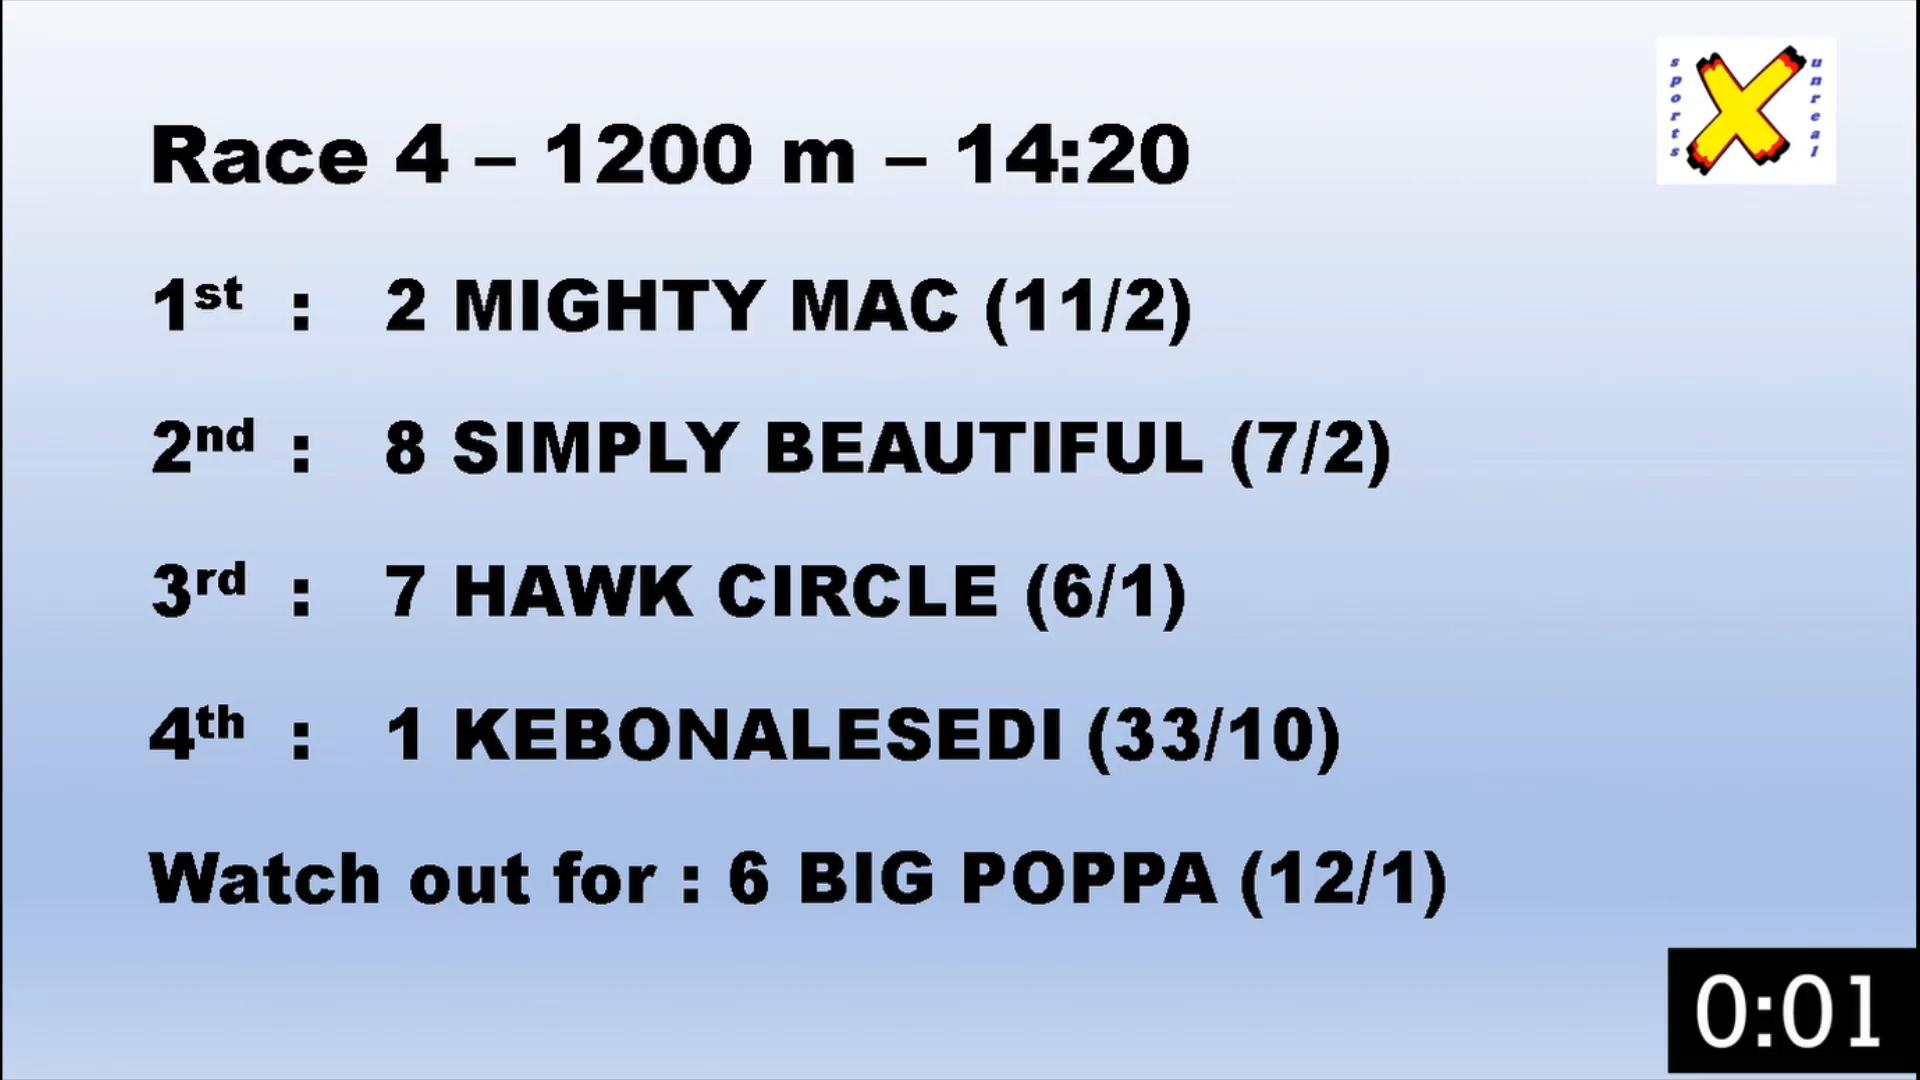 Race 4 – 1200 m – 14:20
sports
X
unreal
1st : 2 MIGHTY MAC (11/2)
2nd : 8 SIMPLY BEAUTIFUL (7/2)
3rd : 7 HAWK CIRCLE (6/1)
4th : 1 KEBONALESEDI (33/10)
Watch out for : 6 BIG POPPA (12/1)
0:01